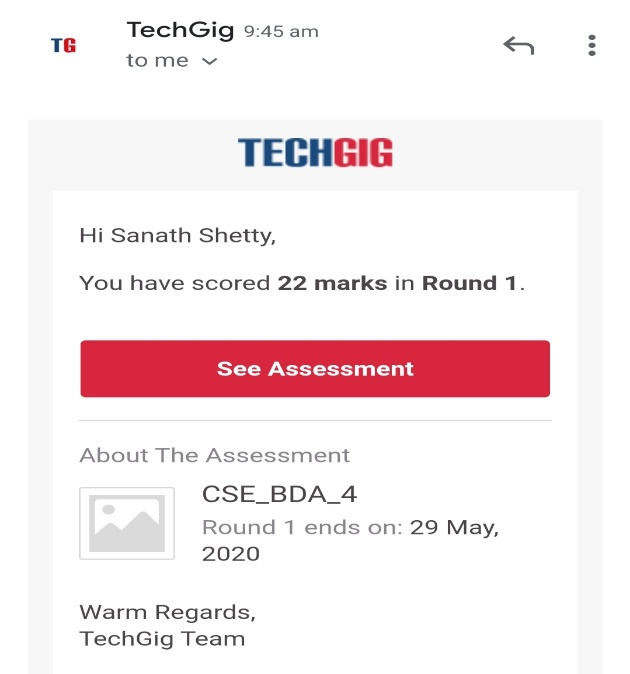 TechGig 9:45 am
TG
to me
TECHGIG
Hi Sanath Shetty,
You have scored 22 marks in Round 1.
See Assessment
About The Assessment
CSE_BDA_4
Round 1 ends on: 29 May,
2020
Warm Regards,
TechGig Team